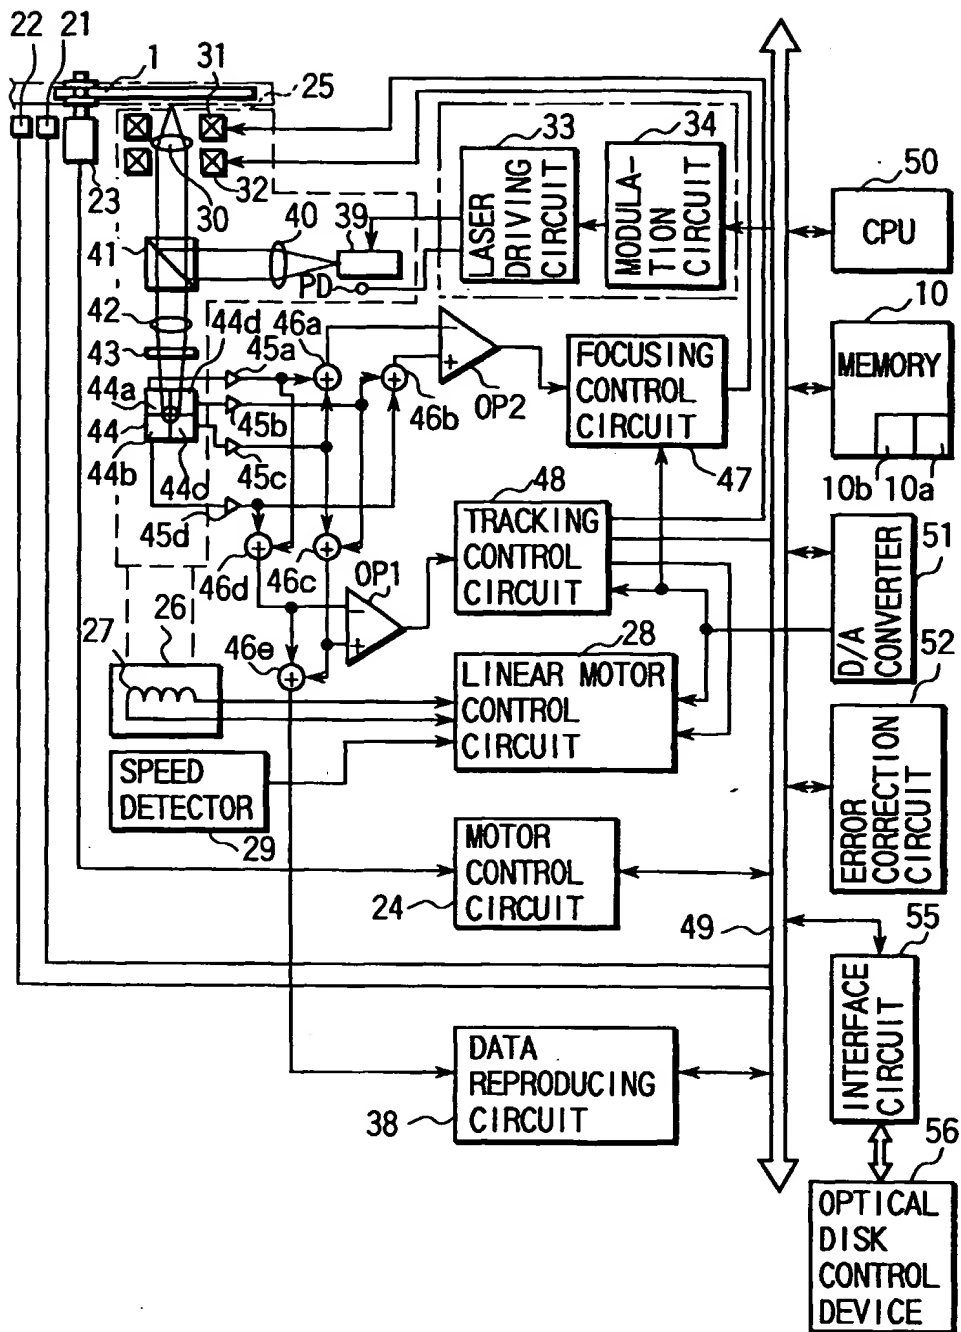 22
21
1
31
25
33
34
LASER
DRIVING
CIRCUIT
MODULA-
TION
CIRCUIT
50
CPU
32
23
30
40
39
41
PD
42
44d
46a
43
45a
44a
44
45b
46b
OP2
FOCUSING
CONTROL
CIRCUIT
47
10
MEMORY
10b
10a
44b
44d
45c
45d
48
TRACKING
CONTROL
CIRCUIT
D/A
CONVERTER
51
46d
46c
OP1
27
26
46e
28
LINEAR MOTOR
CONTROL
CIRCUIT
52
ERROR
CORRECTION
CIRCUIT
SPEED
DETECTOR
29
MOTOR
CONTROL
CIRCUIT
24
49
55
INTERFACE
CIRCUIT
DATA
REPRODUCING
CIRCUIT
38
56
OPTICAL
DISK
CONTROL
DEVICE